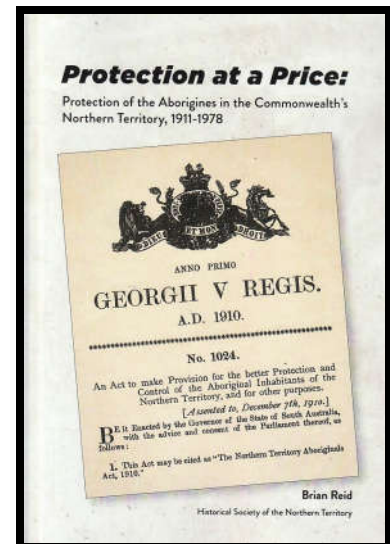 Protection at a Price:
Protection of the Aborigines in the Commonwealth's
Northern Territory, 1911-1978
DIEU ET MON DROIT
ANNO PRIMO
GEORGII V REGIS.
A.D. 1910.
No. 1024.
An Act to make Provision for the better Protection and
Control of the Aboriginal Inhabitants of the
Northern Territory, and for other purposes.
[Assented to, December 7th, 1910.]
BE it Enacted by the Governor of the State of South Australia,
with the advice and consent of the Parliament thereof, as
follows:
1. This Act may be cited as "The Northern Territory Aboriginals
Act, 1910."
Brian Reid
Historical Society of the Northern Territory